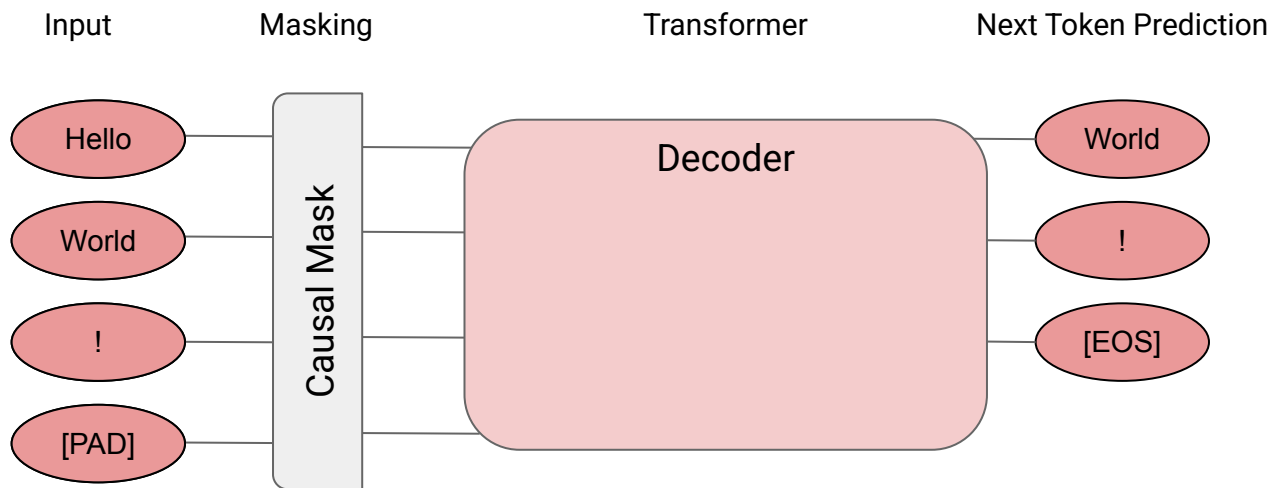 Input Masking Transformer Next Token Prediction
Hello
World
!
[PAD]
Causal Mask
Decoder
World
!
[EOS]